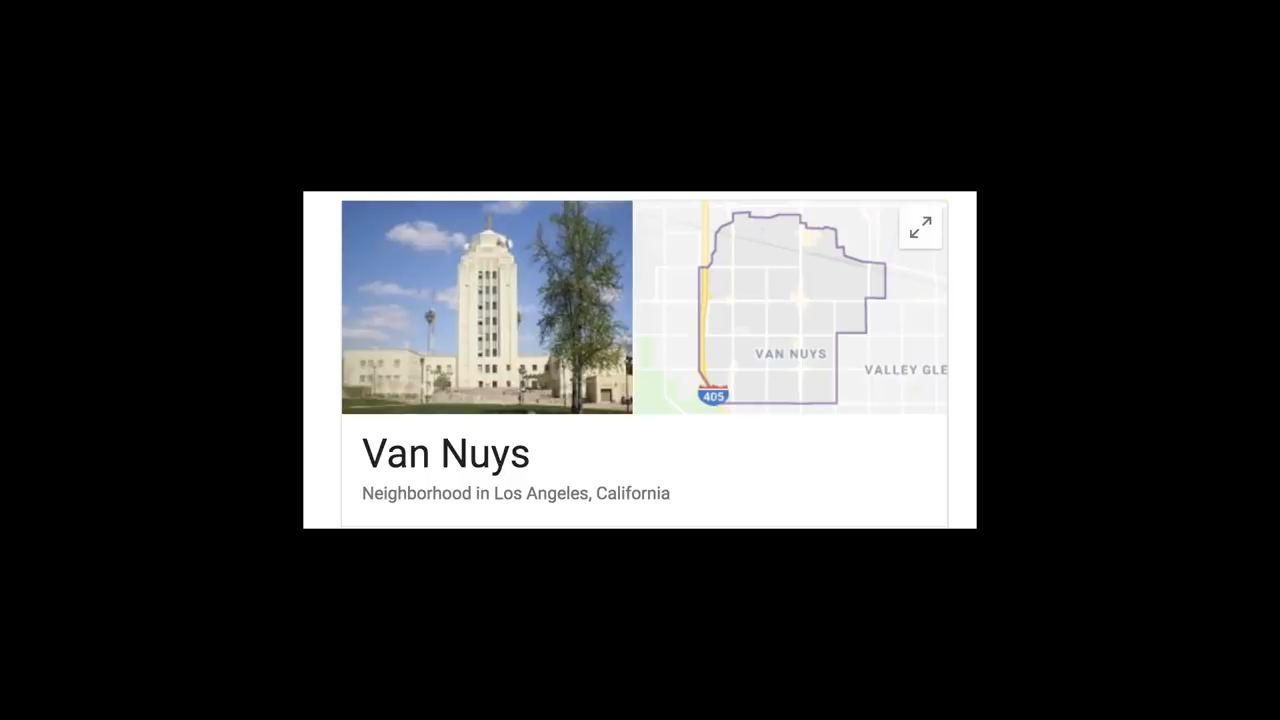 VAN NUYS
VALLEY GLE
405
Van Nuys
Neighborhood in Los Angeles, California